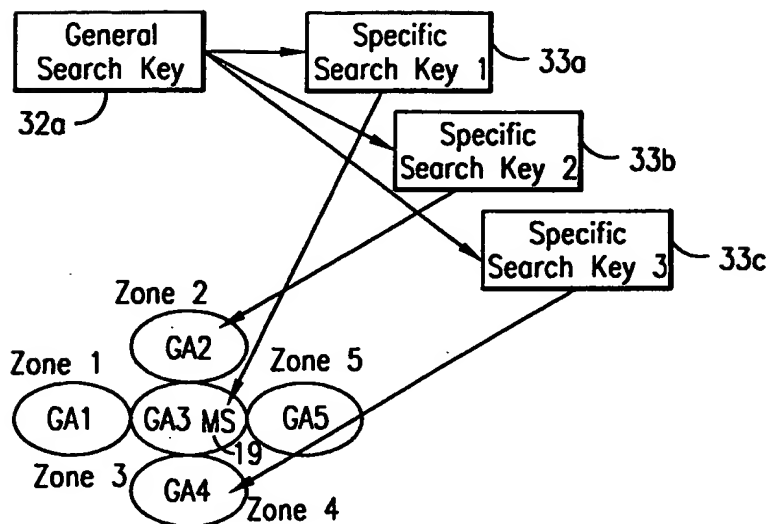 General
Search Key
32a
Specific
Search Key 1
33a
Specific
Search Key 2
33b
Specific
Search Key 3
33c
Zone 2
GA2
Zone 1
Zone 5
GA1
GA3 MS
GA5
19
Zone 3
GA4
Zone 4